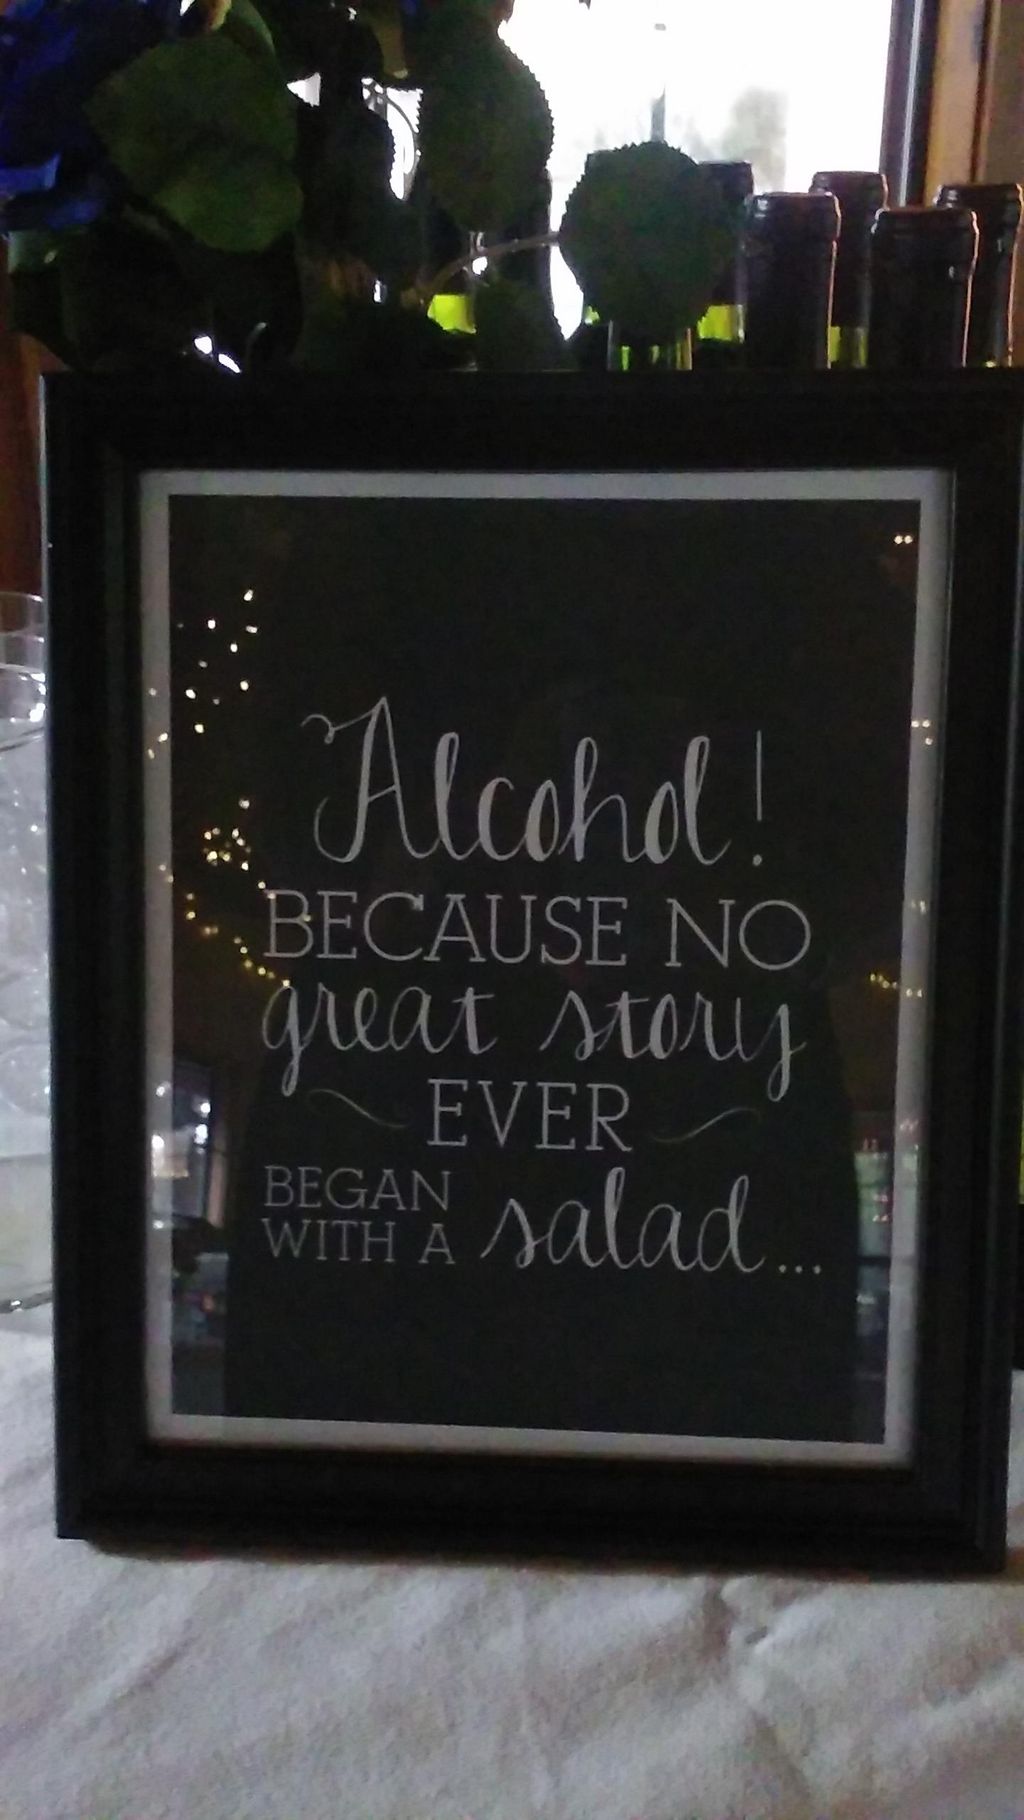 Alcohol!
BECAUSE NO
great story
EVER
BEGAN
WITH A salad...